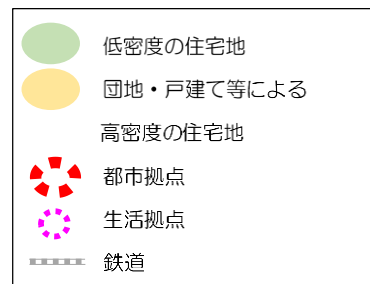 低密度の住宅地
団地・戸建て等による
高密度の住宅地
都市拠点
生活拠点
鉄道